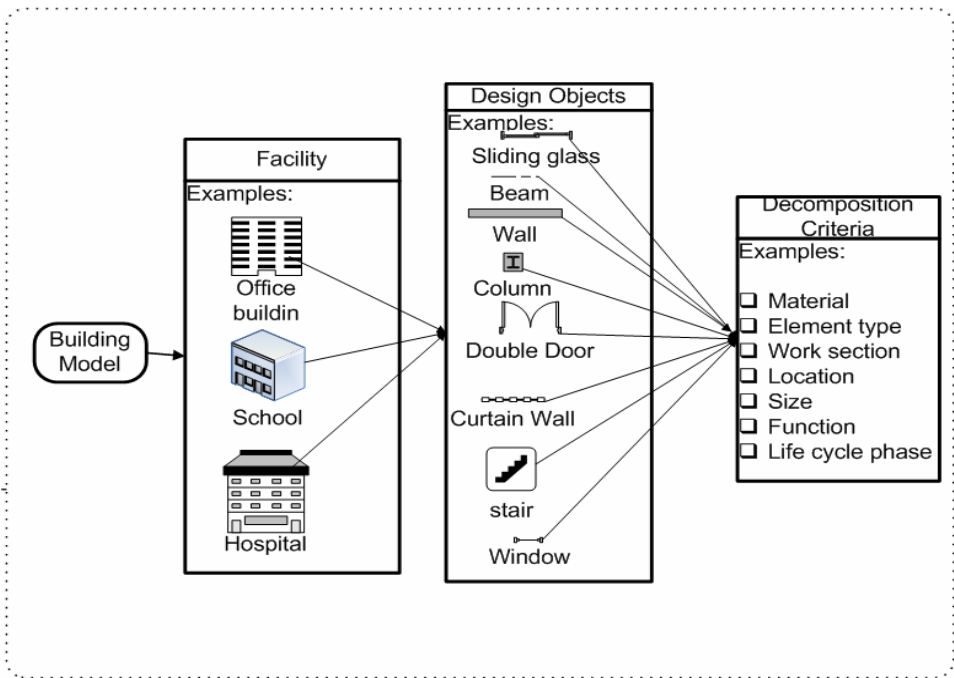 Building
Model
Facility
Examples:
Office
buildin
School
Hospital
Design Objects
Examples:
Sliding glass
Beam
Wall
Column
Double Door
Curtain Wall
stair
Window
Decomposition
Criteria
Examples:
Material
Element type
Work section
Location
Size
Function
Life cycle phase